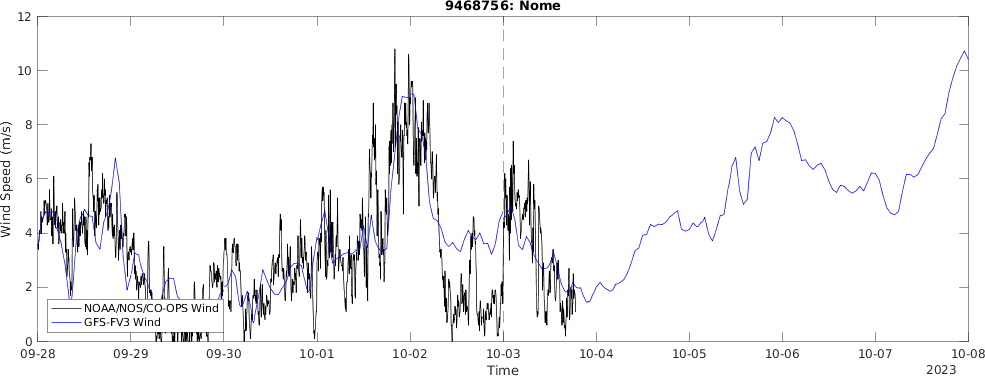 9468756: Nome
12
10
8
6
4
2
0
Wind Speed (m/s)
NOAA/NOS/CO-OPS Wind
GFS-FV3 Wind
09-28 09-29 09-30 10-01 10-02 10-03 10-04 10-05 10-06 10-07 10-08
Time
2023